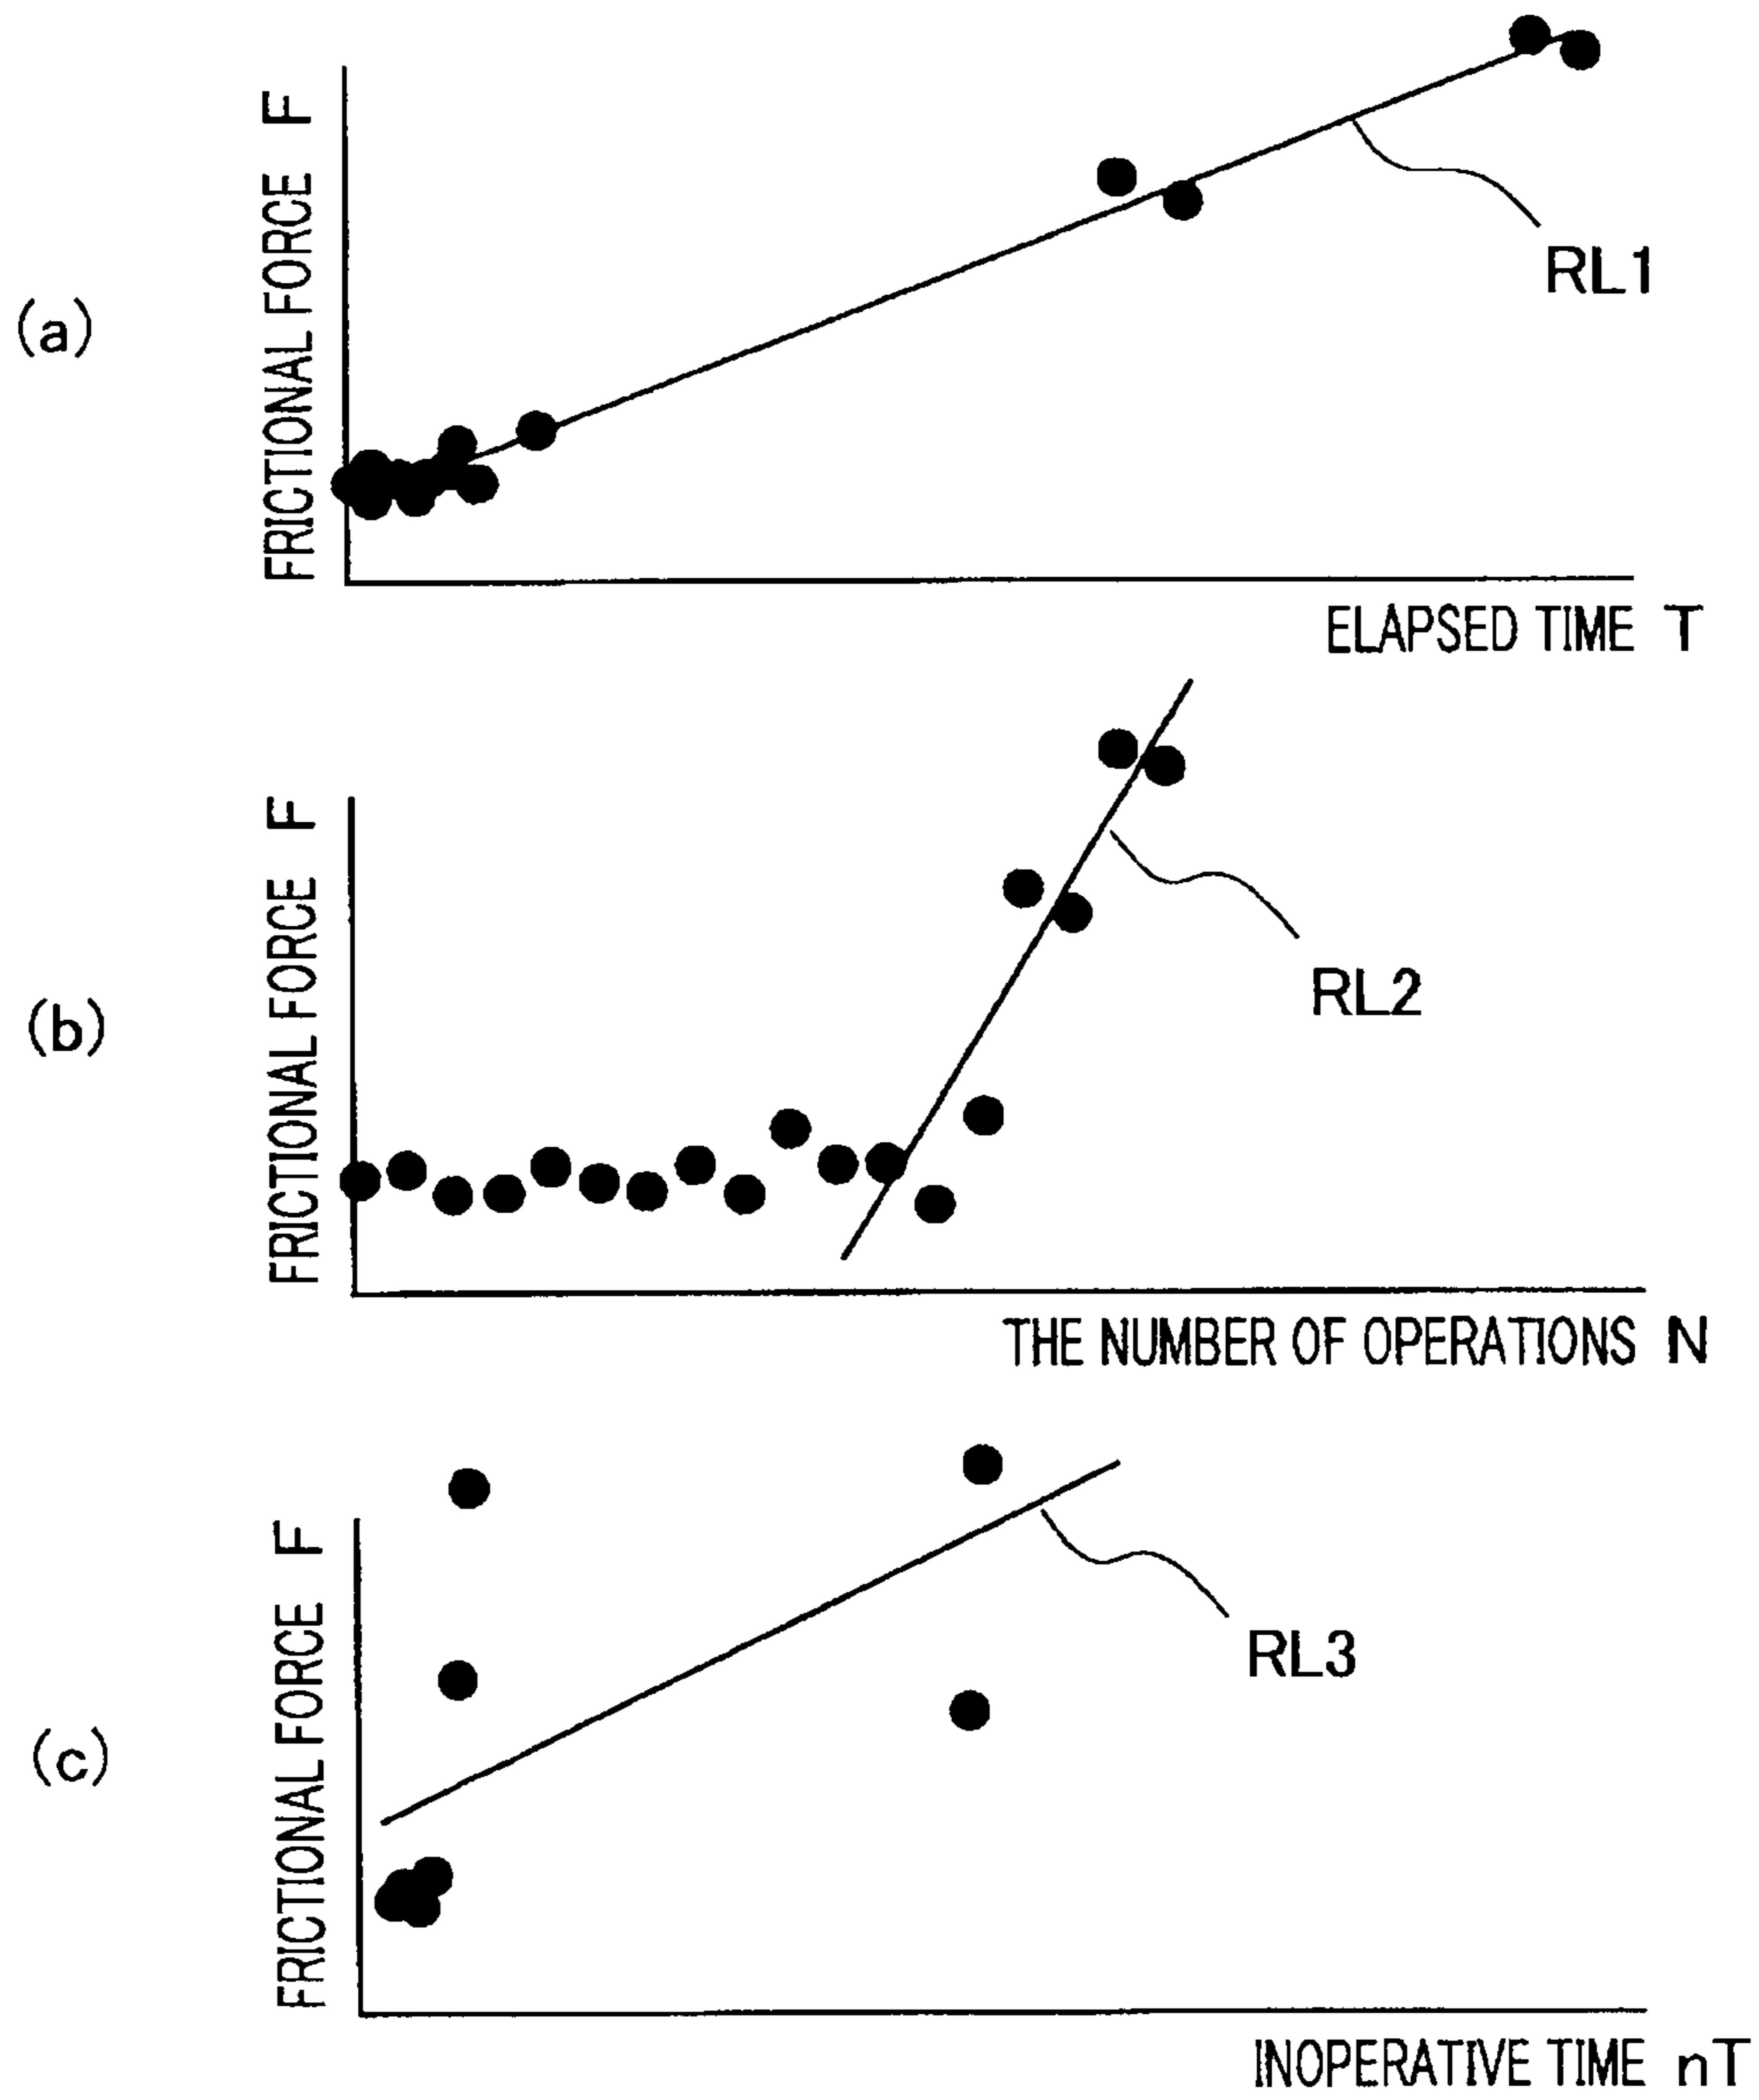 (a)
FRICTIONAL FORCE F
RL1
ELAPSED TIME T
(b)
FRICTIONAL FORCE F
RL2
THE NUMBER OF OPERATIONS N
(c)
FRICTIONAL FORCE F
RL3
INOPERATIVE TIME nT